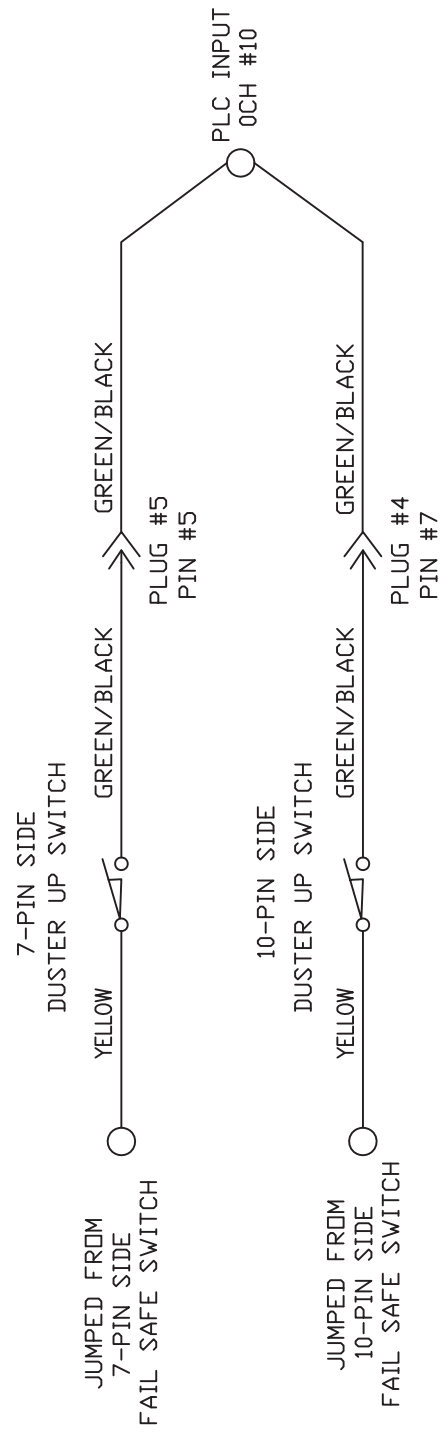 JUMPED FROM
7-PIN SIDE
FAIL SAFE SWITCH
YELLOW
7-PIN SIDE
DUSTER UP SWITCH
GREEN/BLACK
PLUG #5
PIN #5
GREEN/BLACK
PLC INPUT
0CH #10
JUMPED FROM
10-PIN SIDE
FAIL SAFE SWITCH
YELLOW
10-PIN SIDE
DUSTER UP SWITCH
GREEN/BLACK
PLUG #4
PIN #7
GREEN/BLACK